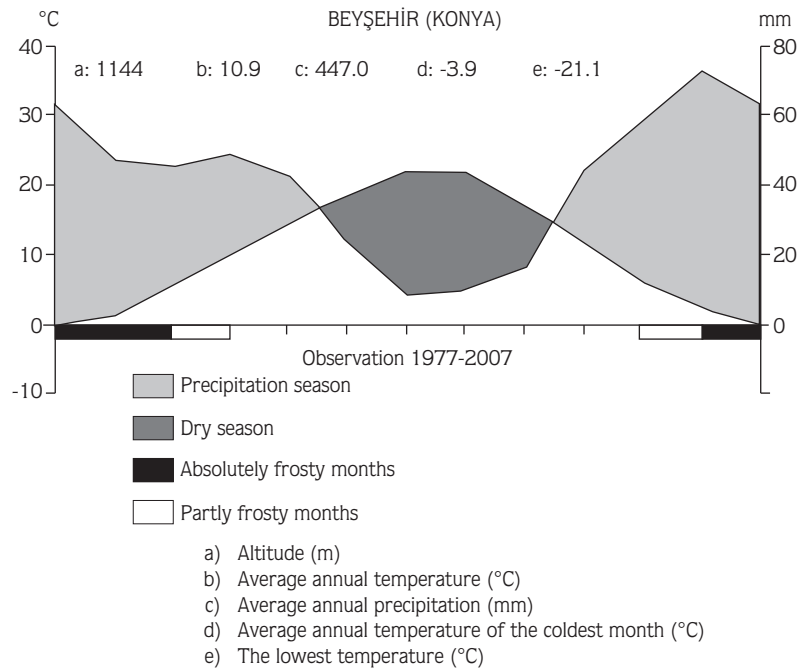 °C BEYŞEHİR (KONYA) mm
40 80
a: 1144 b: 10.9 c: 447.0 d: -3.9 e: -21.1
30 60
20 40
10 20
0 0
Observation 1977-2007
-10
Precipitation season
Dry season
Absolutely frosty months
Partly frosty months
a) Altitude (m)
b) Average annual temperature (°C)
c) Average annual precipitation (mm)
d) Average annual temperature of the coldest month (°C)
e) The lowest temperature (°C)